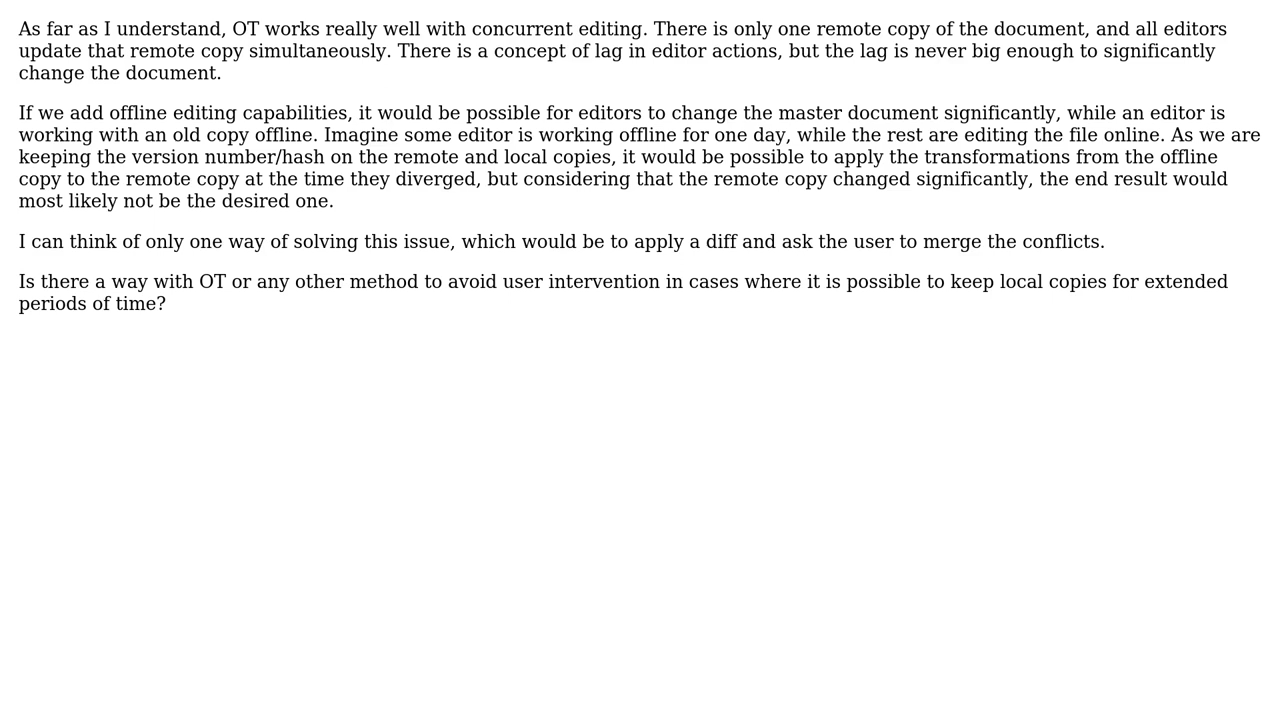 As far as I understand, OT works really well with concurrent editing. There is only one remote copy of the document, and all editors
update that remote copy simultaneously. There is a concept of lag in editor actions, but the lag is never big enough to significantly
change the document.
If we add offline editing capabilities, it would be possible for editors to change the master document significantly, while an editor is
working with an old copy offline. Imagine some editor is working offline for one day, while the rest are editing the file online. As we are
keeping the version number/hash on the remote and local copies, it would be possible to apply the transformations from the offline
copy to the remote copy at the time they diverged, but considering that the remote copy changed significantly, the end result would
most likely not be the desired one.
I can think of only one way of solving this issue, which would be to apply a diff and ask the user to merge the conflicts.
Is there a way with OT or any other method to avoid user intervention in cases where it is possible to keep local copies for extended
periods of time?